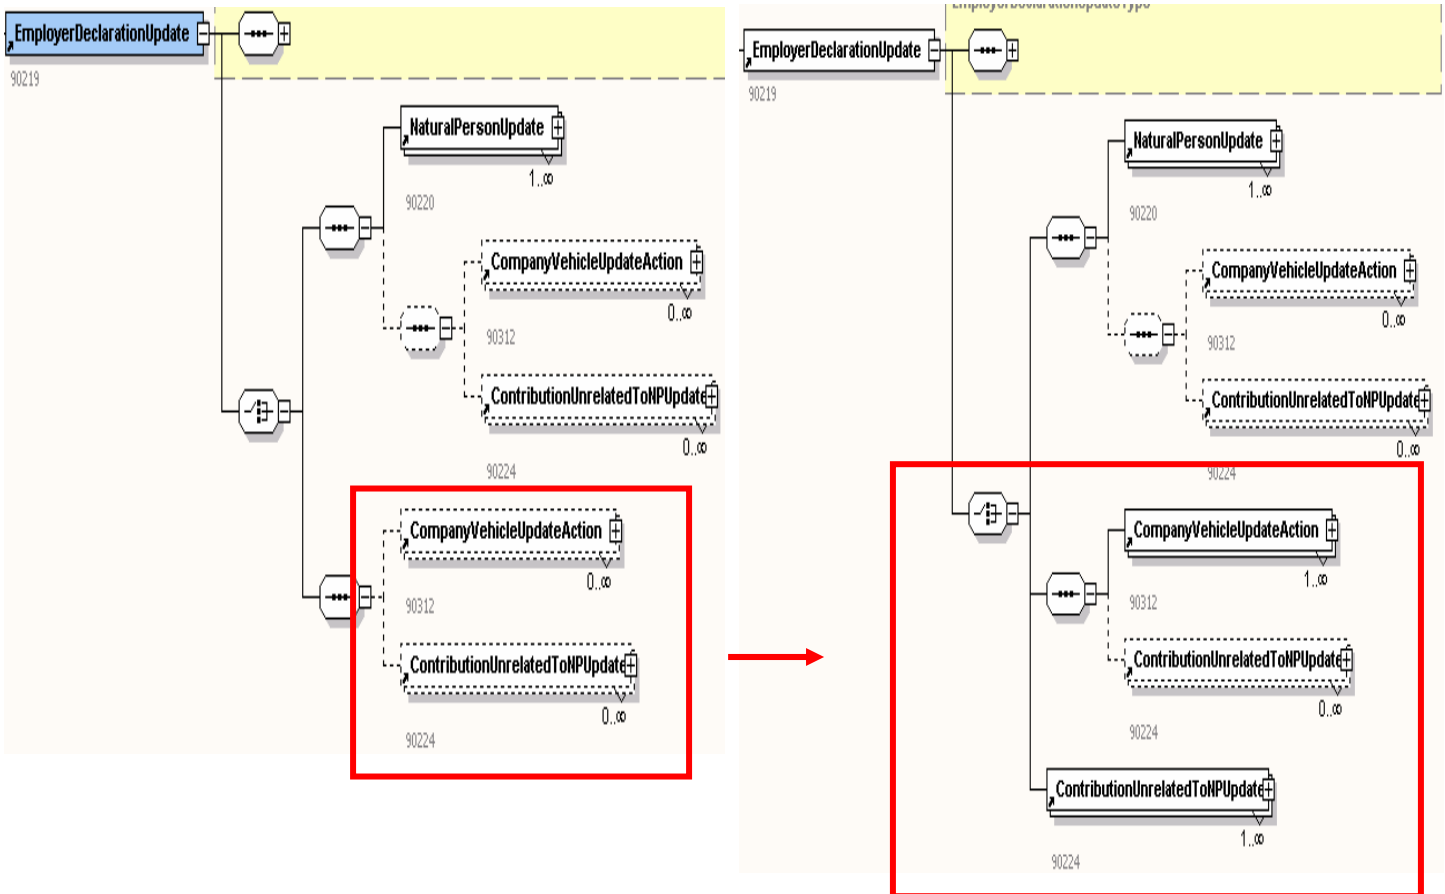 EmployerDeclarationUpdate
90219
NaturalPersonUpdate
1..∞
90220
CompanyVehicleUpdateAction
0..∞
90312
ContributionUnrelatedToNPUpdate
0..∞
90224
CompanyVehicleUpdateAction
0..∞
90312
ContributionUnrelatedToNPUpdate
0..∞
90224
EmployerDeclarationUpdateType
EmployerDeclarationUpdate
90219
NaturalPersonUpdate
1..∞
90220
CompanyVehicleUpdateAction
0..∞
90312
ContributionUnrelatedToNPUpdate
0..∞
90224
CompanyVehicleUpdateAction
1..∞
90312
ContributionUnrelatedToNPUpdate
0..∞
90224
ContributionUnrelatedToNPUpdate
1..∞
90224